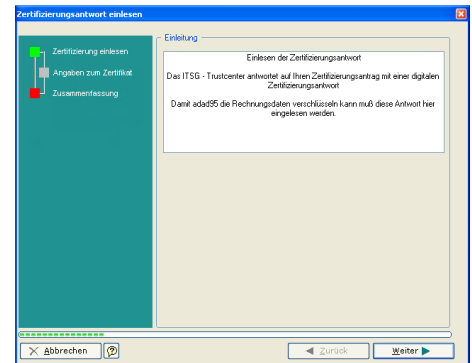 Zertifizierungsantwort einlesen
Zertifizierung einlesen
Angaben zum Zertifikat
Zusammenfassung
Einleitung
Einlesen der Zertifizierungsantwort
Das ITSG - Trustcenter antwortet auf Ihren Zertifizierungsantrag mit einer digitalen
Zertifizierungsantwort
Damit adad95 die Rechnungsdaten verschlüsseln kann muß diese Antwort hier
eingelesen werden.
Abbrechen
Zurück
Weiter